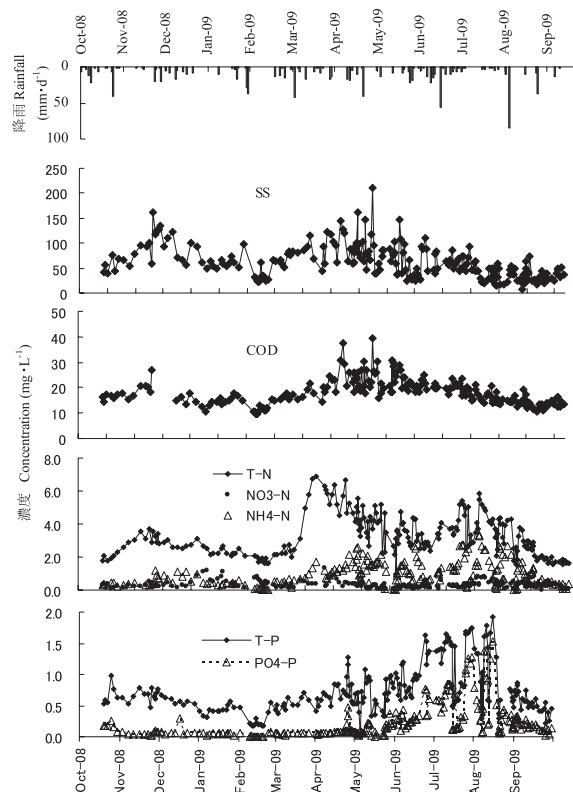 Oct-08 Nov-08 Dec-08 Jan-09 Feb-09 Mar-09 Apr-09 May-09 Jun-09 Jul-09 Aug-09 Sep-09
降雨 Rainfall
(mm・d⁻¹)
0
50
100
濃度 Concentration (mg・L⁻¹)
SS
250
200
150
100
50
0
COD
50
40
30
20
10
0
8.0
6.0
4.0
2.0
0.0
T-N
NO3-N
NH4-N
2.0
1.5
1.0
0.5
0.0
T-P
PO4-P
Oct-08 Nov-08 Dec-08 Jan-09 Feb-09 Mar-09 Apr-09 May-09 Jun-09 Jul-09 Aug-09 Sep-09